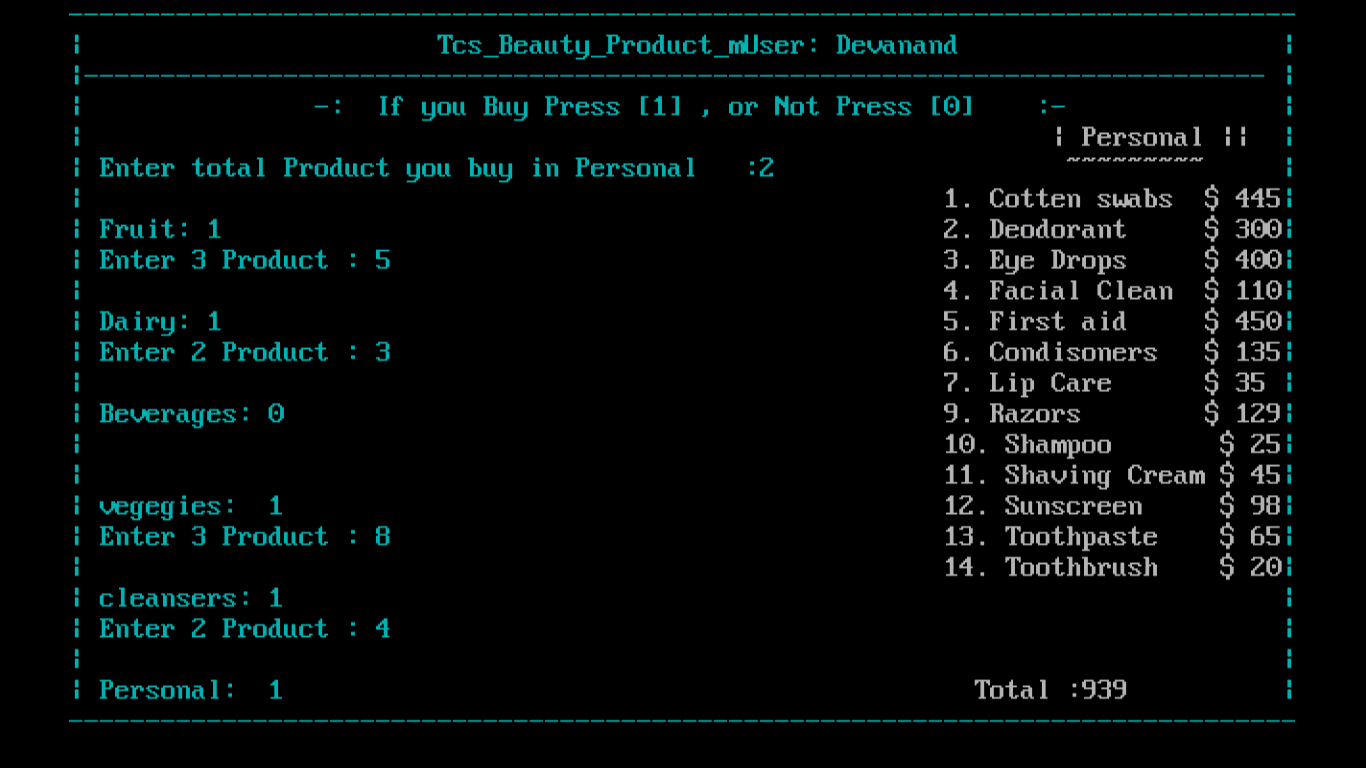 Tcs_Beauty_Product_mUser: Devanand
-: If you Buy Press [1] , or Not Press [0] :-
| Personal ||
~~~~~~~~~
Enter total Product you buy in Personal :2
1. Cotten swabs $ 445
Fruit: 1
2. Deodorant $ 300
Enter 3 Product : 5
3. Eye Drops $ 400
4. Facial Clean $ 110
Dairy: 1
5. First aid $ 450
Enter 2 Product : 3
6. Condisoners $ 135
7. Lip Care $ 35
Beverages: 0
9. Razors $ 129
10. Shampoo $ 25
11. Shaving Cream $ 45
vegegies: 1
12. Sunscreen $ 98
Enter 3 Product : 8
13. Toothpaste $ 65
14. Toothbrush $ 20
cleansers: 1
Enter 2 Product : 4
Personal: 1
Total :939